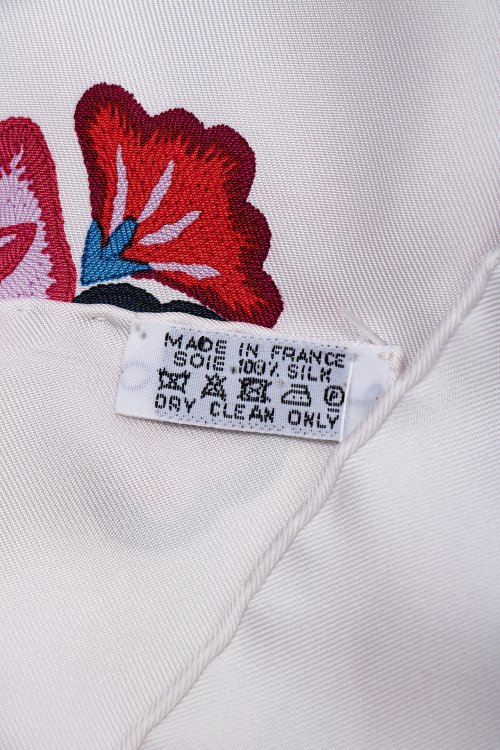 MADE IN FRANCE
SOIE 100% SILK
P
DRY CLEAN ONLY